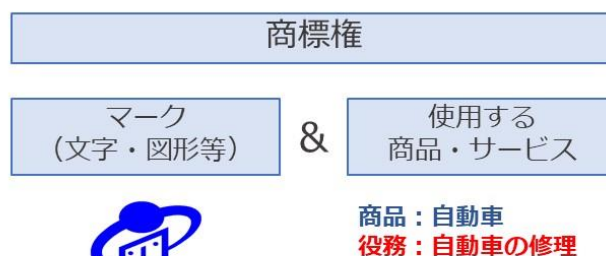 商標権
マーク
（文字・図形等）
&
使用する
商品・サービス
商品：自動車
役務：自動車の修理